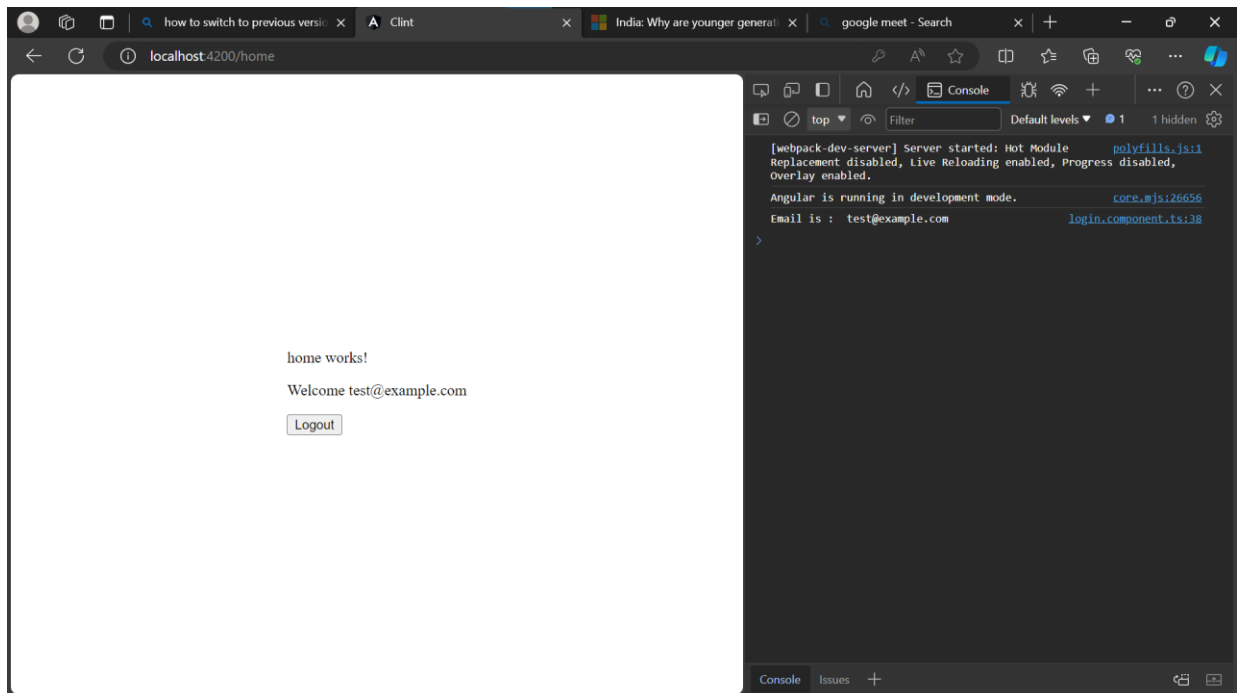 how to switch to previous versio
Clint
India: Why are younger generati
google meet - Search
localhost:4200/home
Console
top
Filter
Default levels
1
1 hidden
[webpack-dev-server] Server started: Hot Module polyfills.js:1
Replacement disabled, Live Reloading enabled, Progress disabled,
Overlay enabled.
Angular is running in development mode. core.mjs:26656
Email is : test@example.com login.component.ts:38
home works!
Welcome test@example.com
Logout
Console Issues